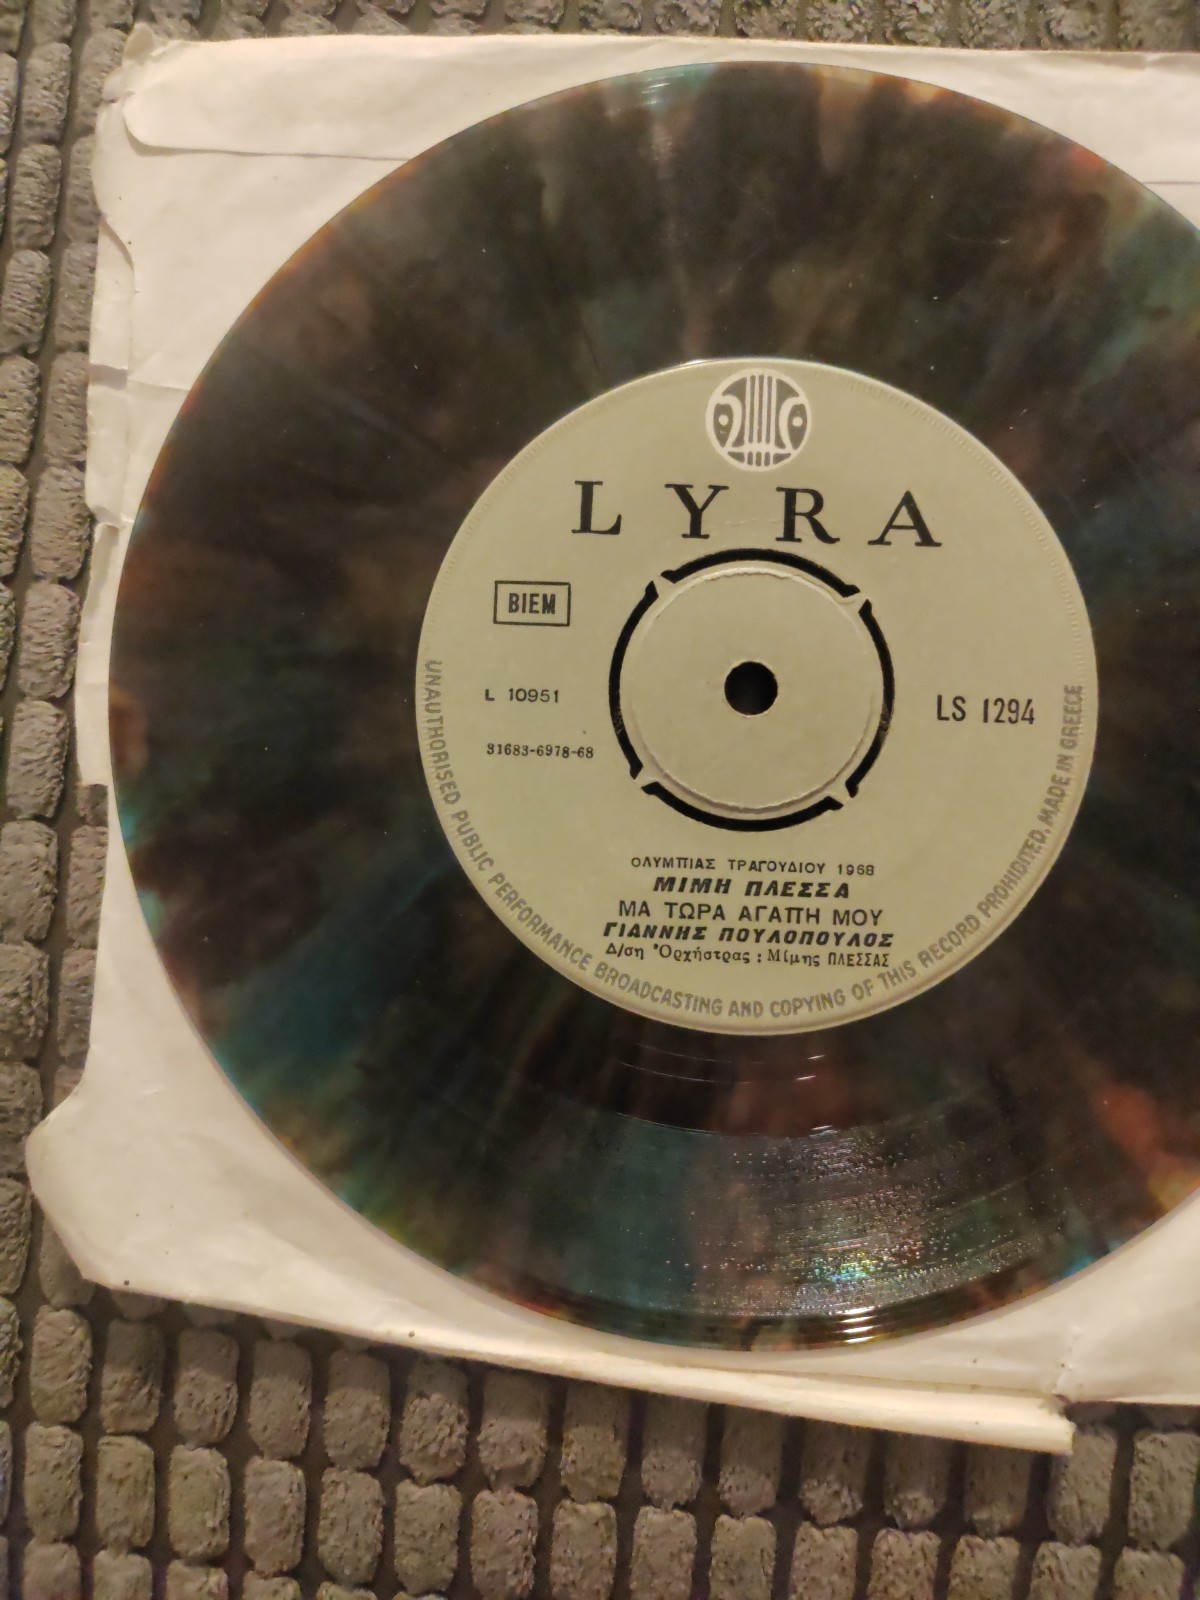 LYRA
BIEM
L 10951
31683-6978-68
LS 1294
ΟΛΥΜΠΙΑΣ ΤΡΑΓΟΥΔΙΟΥ 1968
ΜΙΜΗ ΠΛΕΣΣΑ
ΜΑ ΤΩΡΑ ΑΓΑΠΗ ΜΟΥ
ΓΙΑΝΝΗΣ ΠΟΥΛΟΠΟΥΛΟΣ
Δ/ση Ὀρχήστρας : Μίμης ΠΛΕΣΣΑΣ
UNAUTHORISED PUBLIC PERFORMANCE BROADCASTING AND COPYING OF THIS RECORD PROHIBITED, MADE IN GREECE